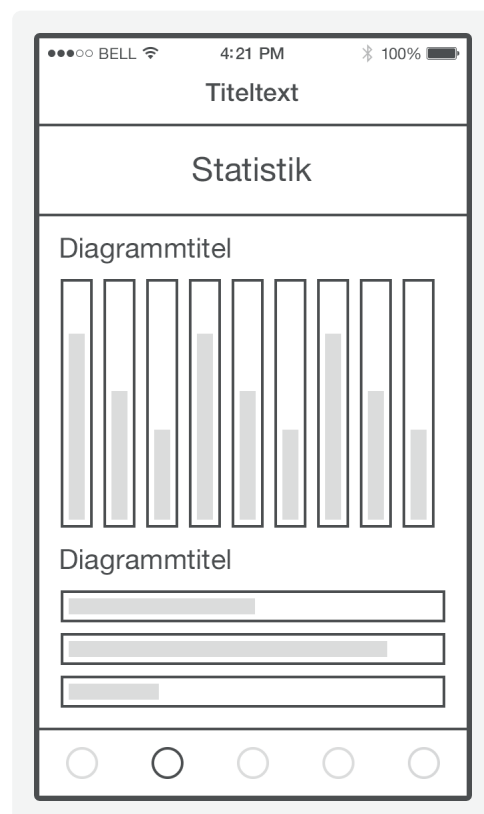 BELL 4:21 PM 100%
Titeltext
Statistik
Diagrammtitel
Diagrammtitel